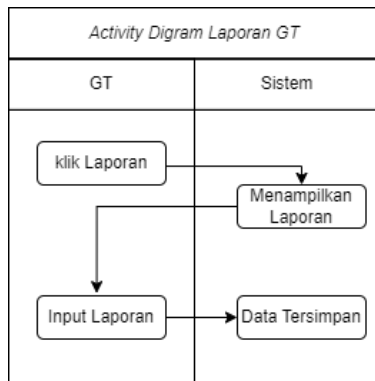 Activity Digram Laporan GT
GT
Sistem
klik Laporan
Menampilkan
Laporan
Input Laporan
Data Tersimpan